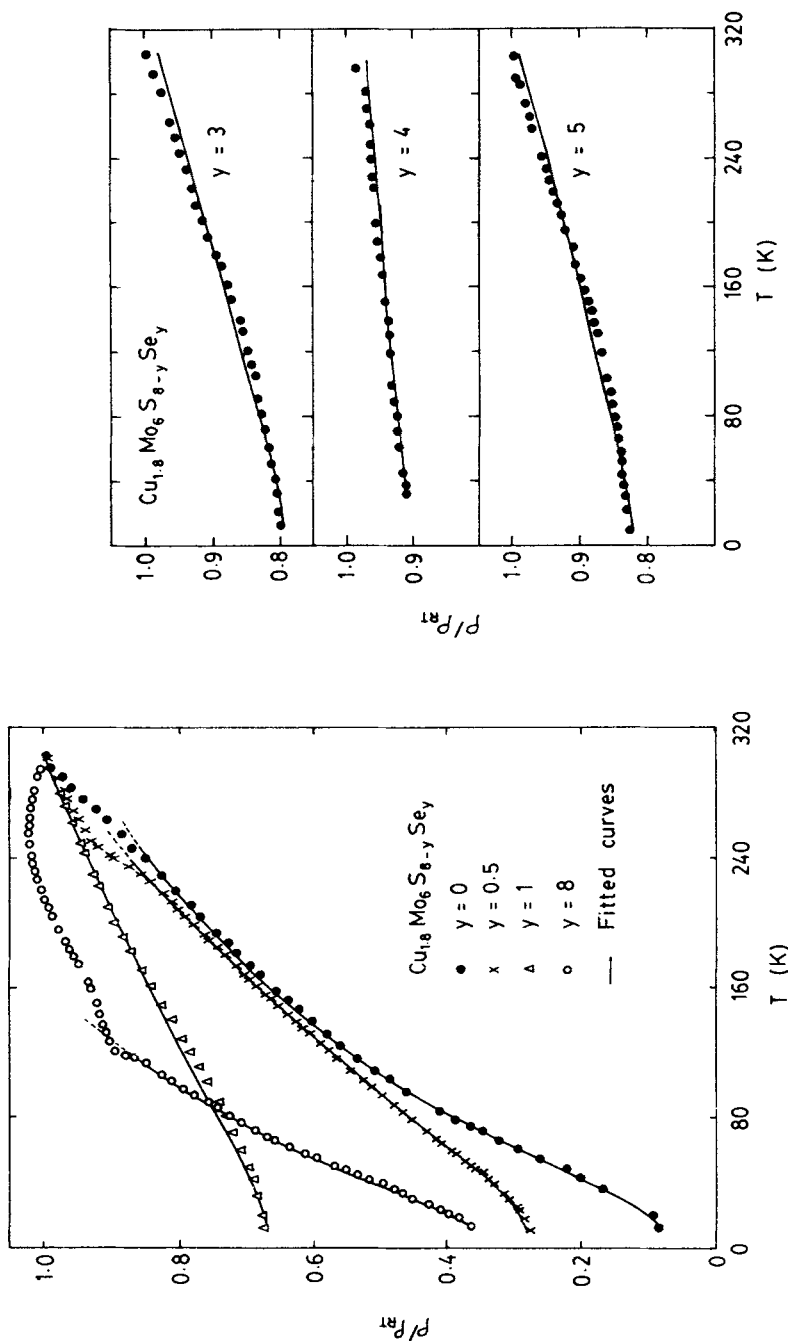 1.0
0.8
0.6
0.4
0.2
0
ρ/ρRT
0
80
160
240
320
T (K)
Cu1.8 Mo6 S8-y Sey
y = 0
y = 0.5
y = 1
y = 8
Fitted curves
Cu1.8 Mo6 S8-y Sey
1.0
0.9
0.8
y = 3
1.0
0.9
y = 4
1.0
0.9
0.8
y = 5
ρ/ρRT
0
80
160
240
320
T (K)